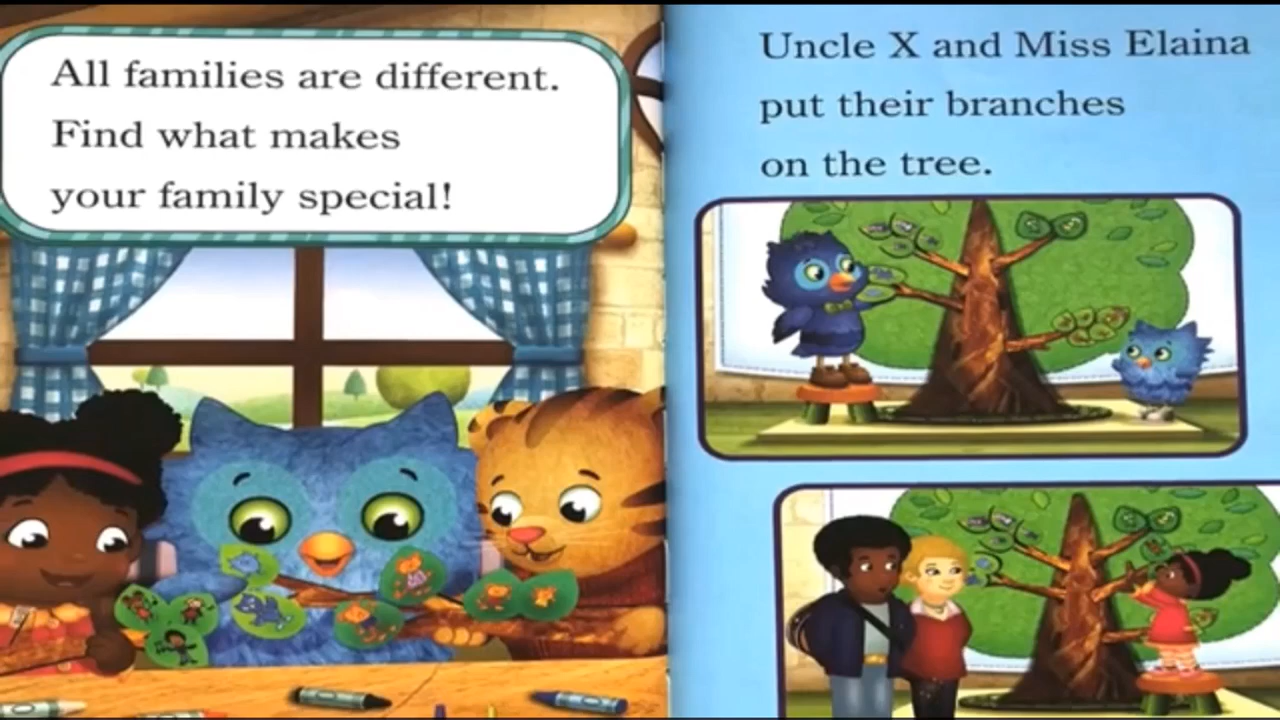 All families are different.
Find what makes
your family special!
Uncle X and Miss Elaina
put their branches
on the tree.